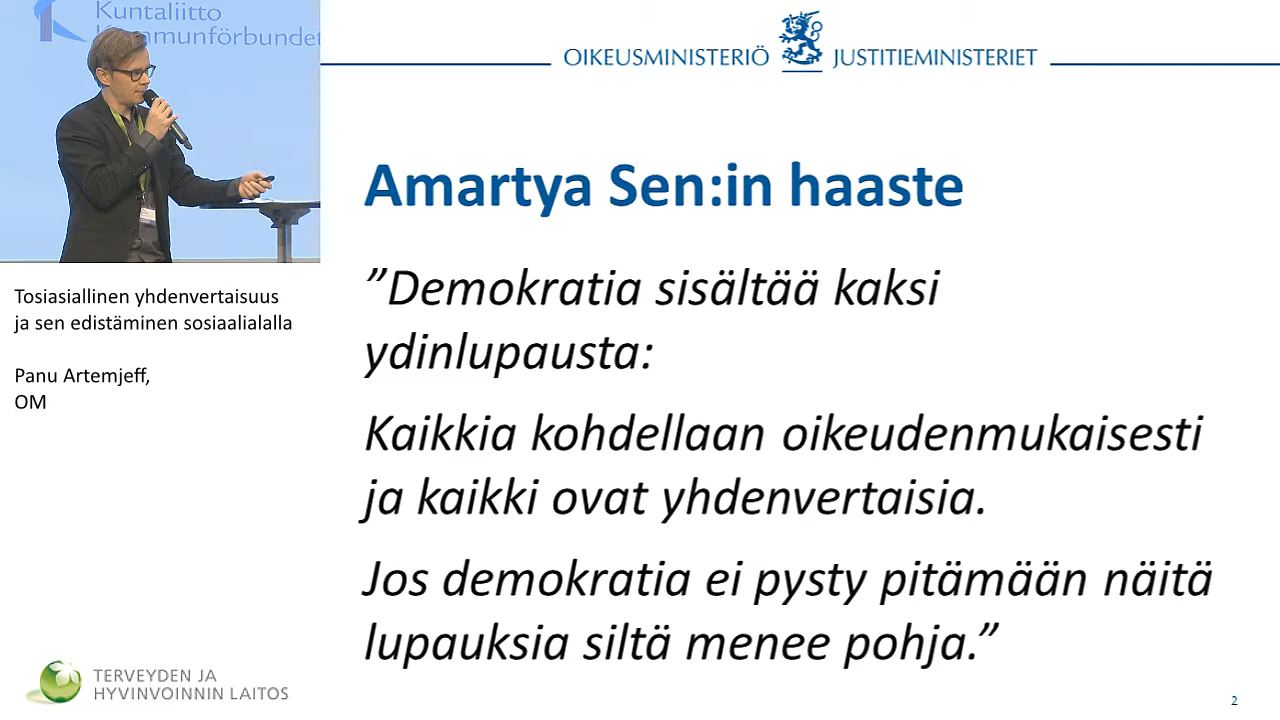 Kuntaliitto
Kommunförbundet
OIKEUSMINISTERIÖ JUSTITIEMINISTERIET
Amartya Sen:in haaste
”Demokratia sisältää kaksi
ydinlupausta:
Kaikkia kohdellaan oikeudenmukaisesti
ja kaikki ovat yhdenvertaisia.
Jos demokratia ei pysty pitämään näitä
lupauksia siltä menee pohja.”
Tosiasiallinen yhdenvertaisuus
ja sen edistäminen sosiaalialalla
Panu Artemjeff,
OM
TERVEYDEN JA
HYVINVOINNIN LAITOS
2